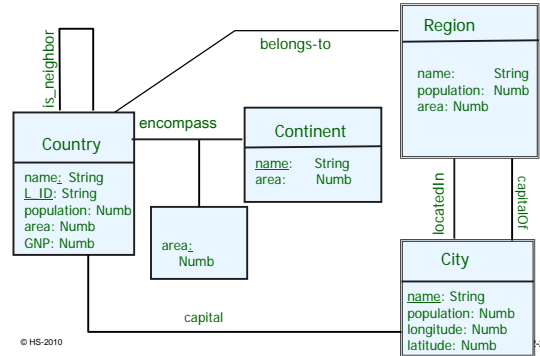 is_neighbor
belongs-to
Region
name: String
population: Numb
area: Numb
encompass
Country
name: String
L_ID: String
population: Numb
area: Numb
GNP: Numb
Continent
name: String
area: Numb
area:
Numb
locatedIn
capitalOf
City
name: String
population: Numb
longitude: Numb
latitude: Numb
capital
© HS-2010